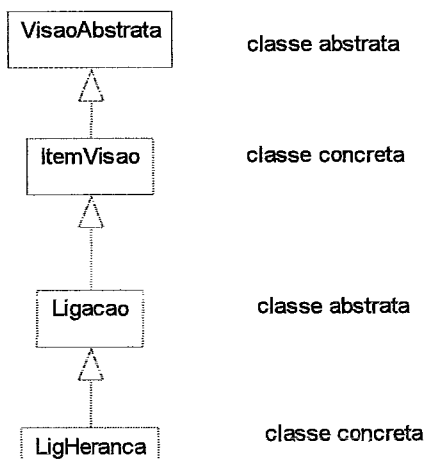 VisaoAbstrata classe abstrata
ItemVisao classe concreta
Ligacao classe abstrata
LigHeranca classe concreta